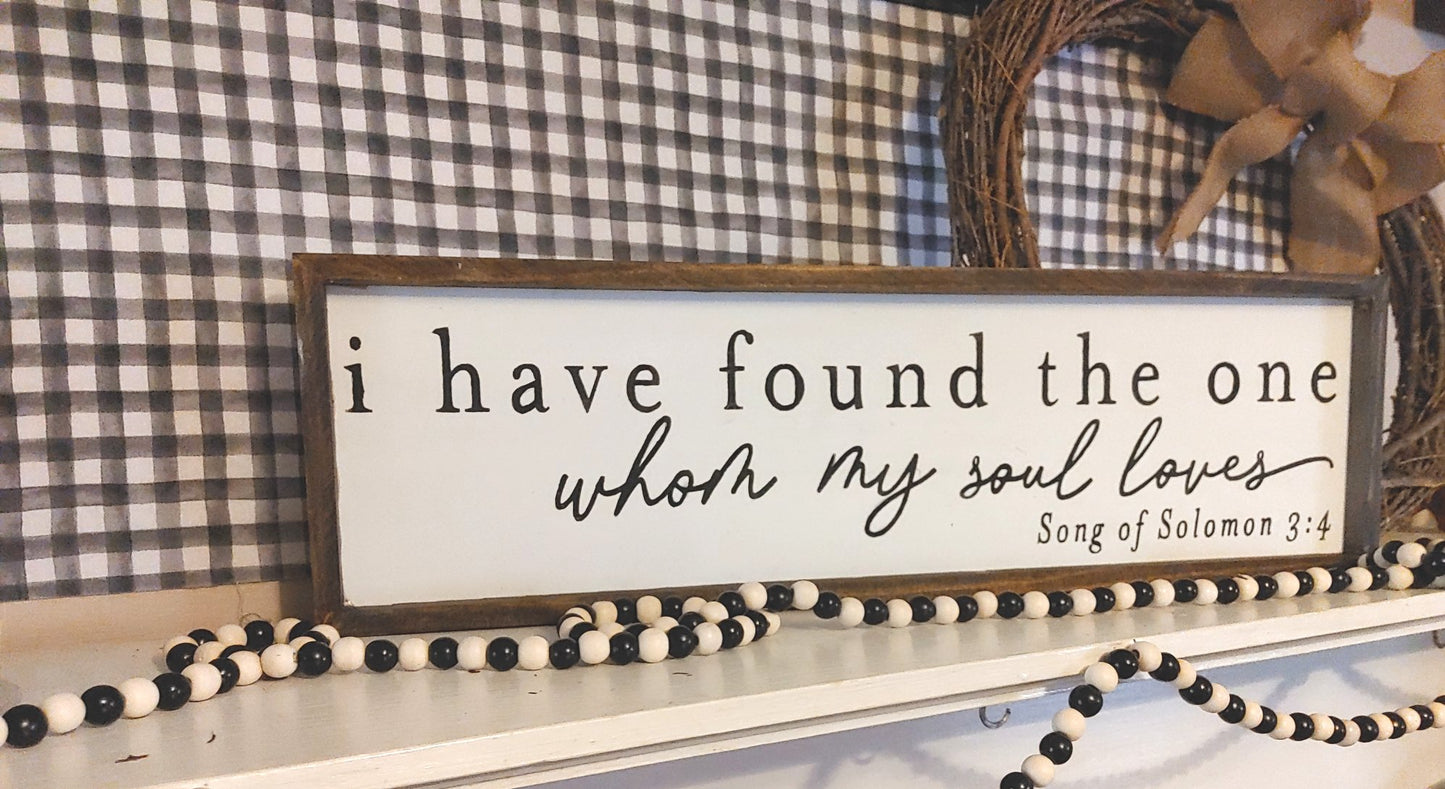 i have found the one
whom my soul loves
Song of Solomon 3:4